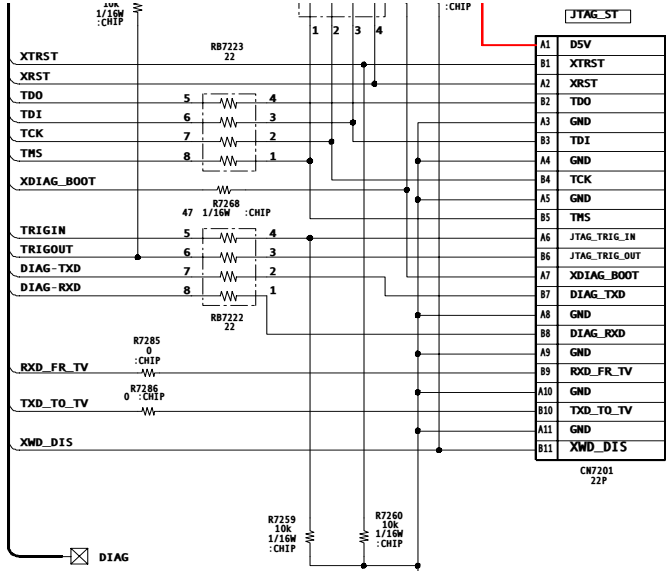 10k
1/16W
:CHIP
:CHIP
1 2 3 4
JTAG_ST
RB7223
22
XTRST
XRST
TDO 5 4
TDI 6 3
TCK 7 2
TMS 8 1
XDIAG_BOOT
R7268
47 1/16W :CHIP
TRIGIN 5 4
TRIGOUT 6 3
DIAG-TXD 7 2
DIAG-RXD 8 1
RB7222
22
R7285
0
:CHIP
RXD_FR_TV
R7286
0 :CHIP
TXD_TO_TV
XWD_DIS
A1 D5V
B1 XTRST
A2 XRST
B2 TDO
A3 GND
B3 TDI
A4 GND
B4 TCK
A5 GND
B5 TMS
A6 JTAG_TRIG_IN
B6 JTAG_TRIG_OUT
A7 XDIAG_BOOT
B7 DIAG_TXD
A8 GND
B8 DIAG_RXD
A9 GND
B9 RXD_FR_TV
A10 GND
B10 TXD_TO_TV
A11 GND
B11 XWD_DIS
CN7201
22P
R7259
10k
1/16W
:CHIP
R7260
10k
1/16W
:CHIP
DIAG